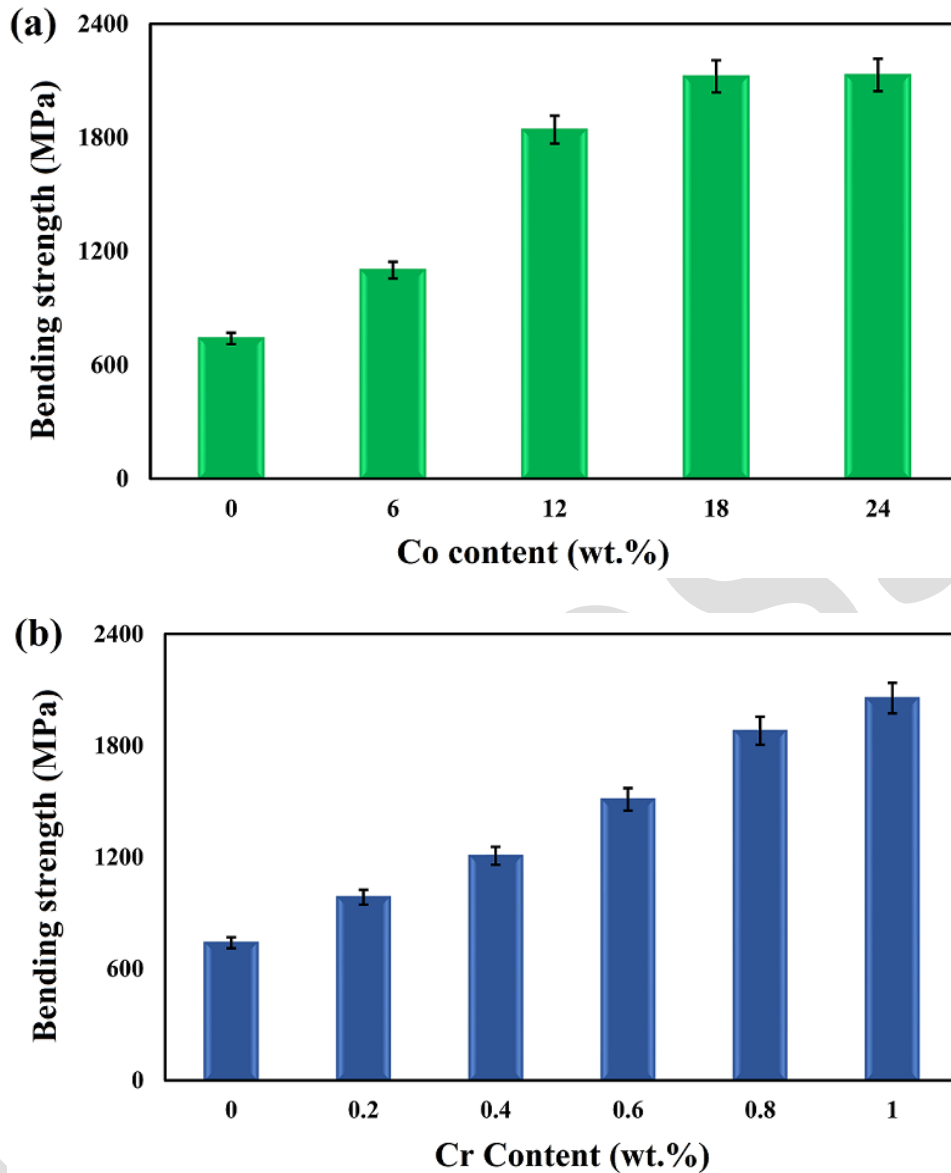 (a)
Bending strength (MPa)
2400
1800
1200
600
0
0 6 12 18 24
Co content (wt.%)
(b)
Bending strength (MPa)
2400
1800
1200
600
0
0 0.2 0.4 0.6 0.8 1
Cr Content (wt.%)